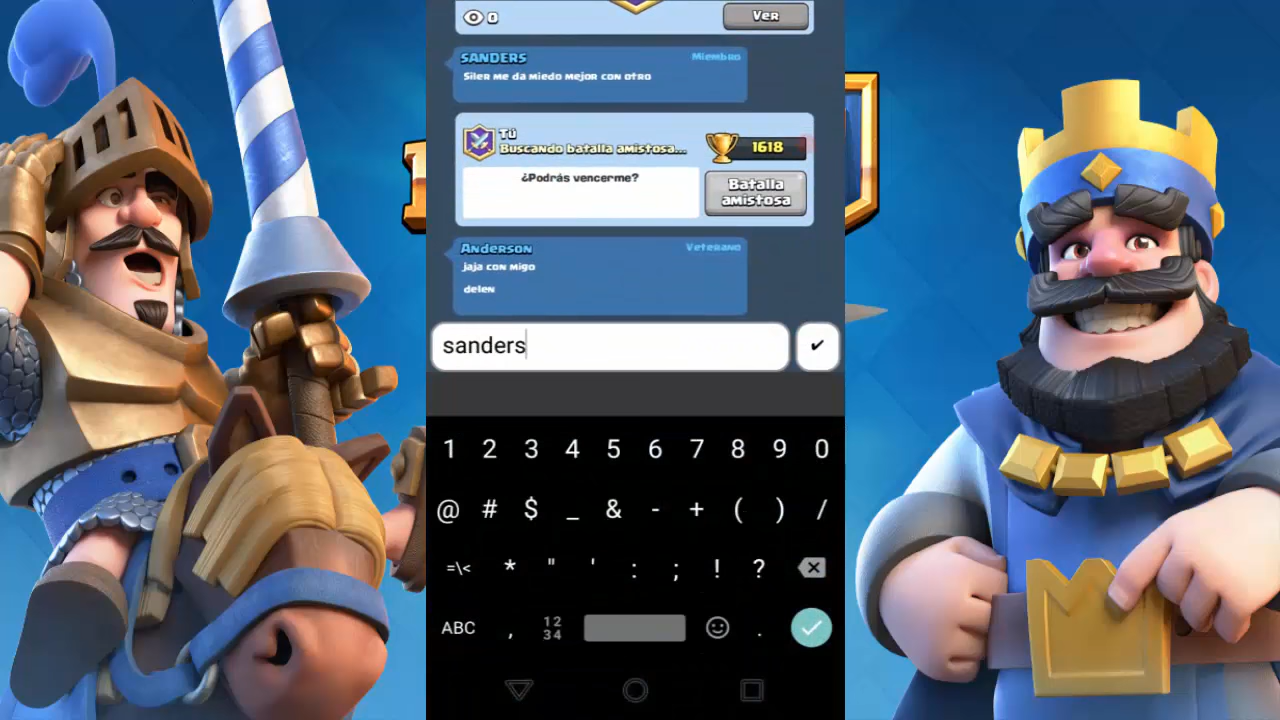 0
Ver
SANDERS
Miembro
Siler me da miedo mejor con otro
Tú
Buscando batalla amistosa...
1618
¿Podrás vencerme?
Batalla
amistosa
Anderson
Veterano
jaja con migo
delen
sanders
1 2 3 4 5 6 7 8 9 0
@ # $ _ & - + ( ) /
=\< * " ' : ; ! ?
ABC , 12 .
34